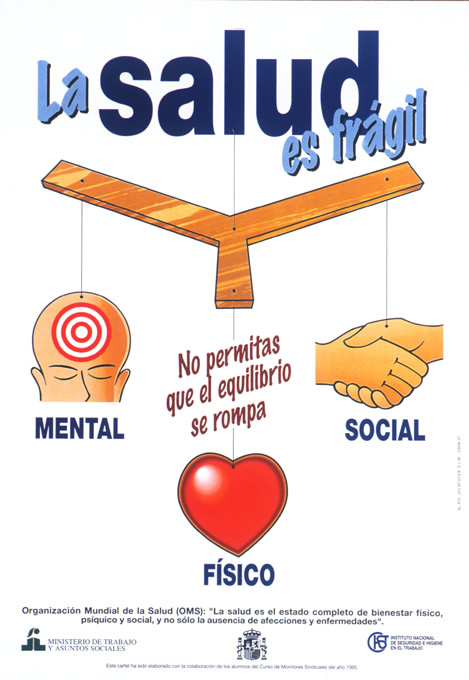 La salud
es frágil
No permitas
que el equilibrio
se rompa
MENTAL
SOCIAL
FÍSICO
Organización Mundial de la Salud (OMS): "La salud es el estado completo de bienestar físico,
psíquico y social, y no sólo la ausencia de afecciones y enfermedades".
MINISTERIO DE TRABAJO
Y ASUNTOS SOCIALES
INSTITUTO NACIONAL
DE SEGURIDAD E HIGIENE
EN EL TRABAJO
Este cartel ha sido elaborado con la colaboración de los alumnos del Curso de Monitores Sindicales del año 1995